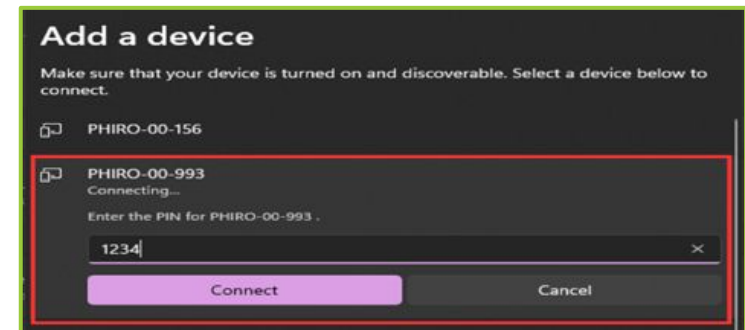 Add a device
Make sure that your device is turned on and discoverable. Select a device below to
connect.
PHIRO-00-156
PHIRO-00-993
Connecting...
Enter the PIN for PHIRO-00-993 .
1234
Connect Cancel